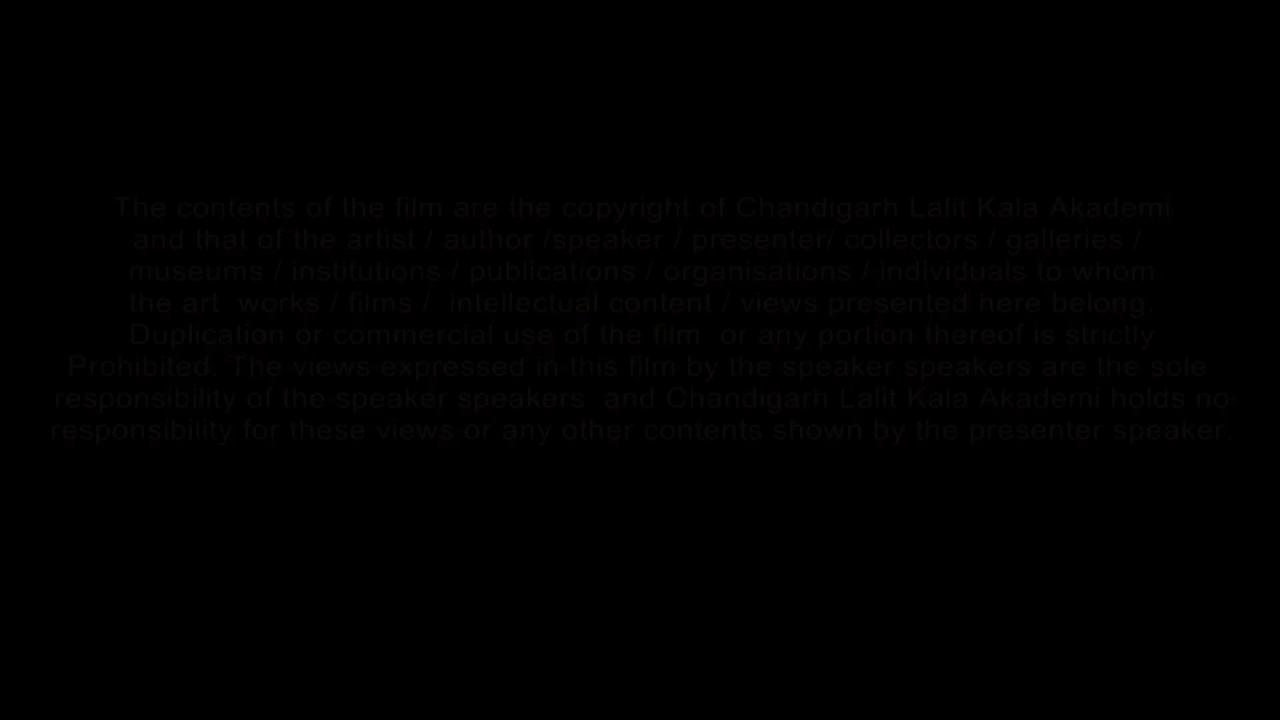 The contents of the film are the copyright of Chandigarh Lalit Kala Akademi
and that of the artist / author /speaker / presenter/ collectors / galleries /
museums / institutions / publications / organisations / individuals to whom
the art works / films / intellectual content / views presented here belong.
Duplication or commercial use of the film or any portion thereof is strictly
Prohibited. The views expressed in this film by the speaker speakers are the sole
responsibility of the speaker speakers and Chandigarh Lalit Kala Akademi holds no
responsibility for these views or any other contents shown by the presenter speaker.